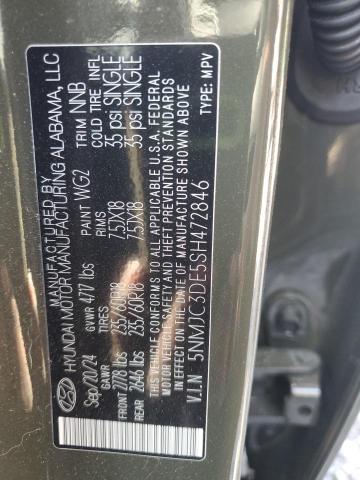 MANUFACTURED BY
HYUNDAI MOTOR MANUFACTURING ALABAMA, LLC
Sep/20/24 GVWR 4717 lbs PAINT WG2 TRIM NNB
GAWR RIMS COLD TIRE INFL
FRONT 2778 lbs 235/60R18 7.5JX18 35 psi SINGLE
REAR 2646 lbs 235/60R18 7.5JX18 35 psi SINGLE
THIS VEHICLE CONFORMS TO ALL APPLICABLE U.S.A. FEDERAL
MOTOR VEHICLE SAFETY, BUMPER, AND THEFT PREVENTION STANDARDS
IN EFFECT ON THE DATE OF MANUFACTURE SHOWN ABOVE
V.I.N. 5NMJC3DE5SH472846 TYPE: MPV